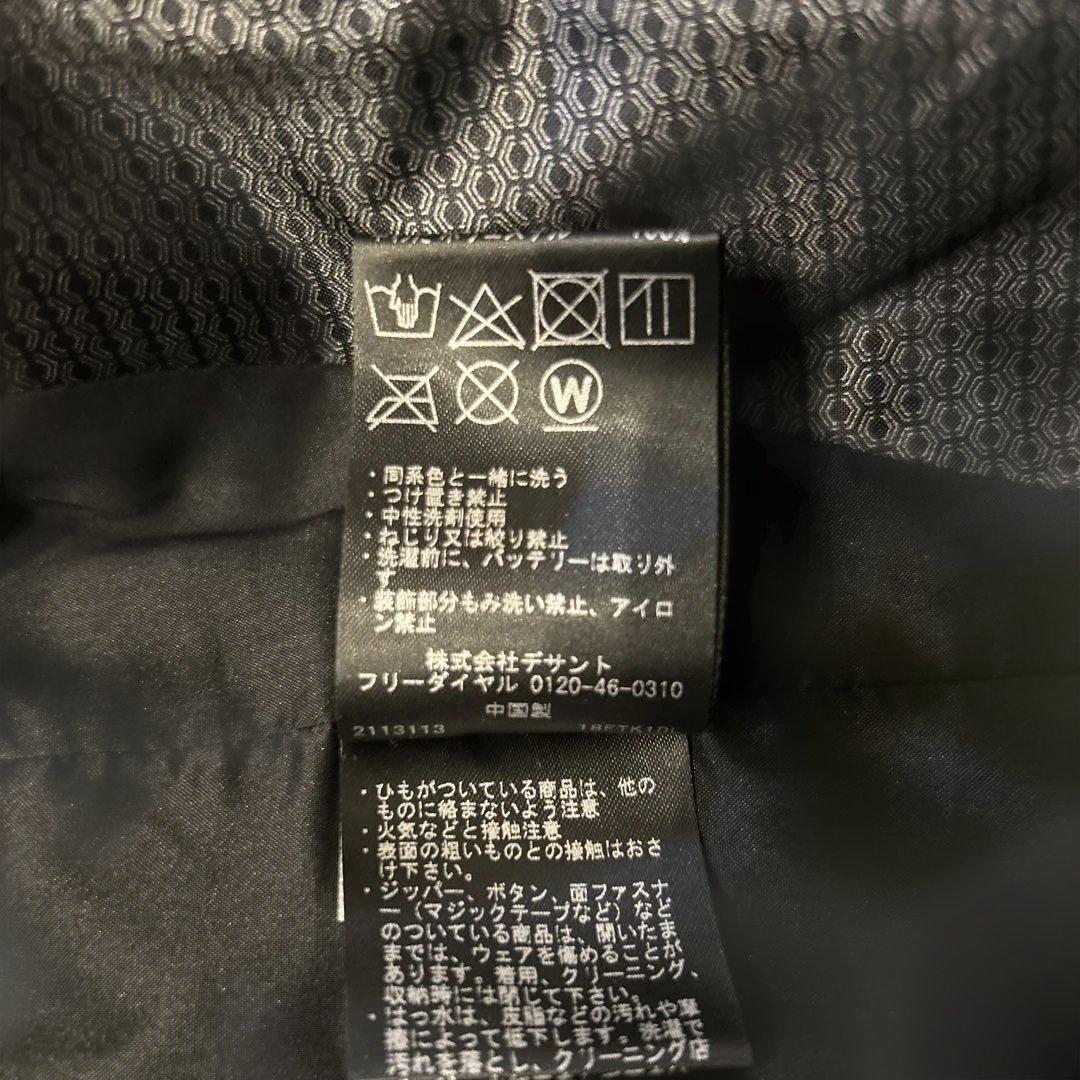 100%
W
・同系色と一緒に洗う
・つけ置き禁止
・中性洗剤使用
・ねじり又は絞り禁止
・洗濯前に、バッテリーは取り外
す
・装飾部分もみ洗い禁止、アイロ
ン禁止
株式会社デサント
フリーダイヤル 0120-46-0310
中国製
2113113
・ひもがついている商品は、他の
ものに絡まないよう注意
・火気などと接触注意
・表面の粗いものとの接触はおさ
け下さい。
・ジッパー、ボタン、面ファスナ
ー（マジックテープなど）など
のついている商品は、開いたま
までは、ウェアを傷めることが
あります。着用、クリーニング、
収納時には閉じて下さい。
・はっ水は、皮脂などの汚れや摩
擦によって低下します。洗濯で
汚れを落とし、クリーニング店